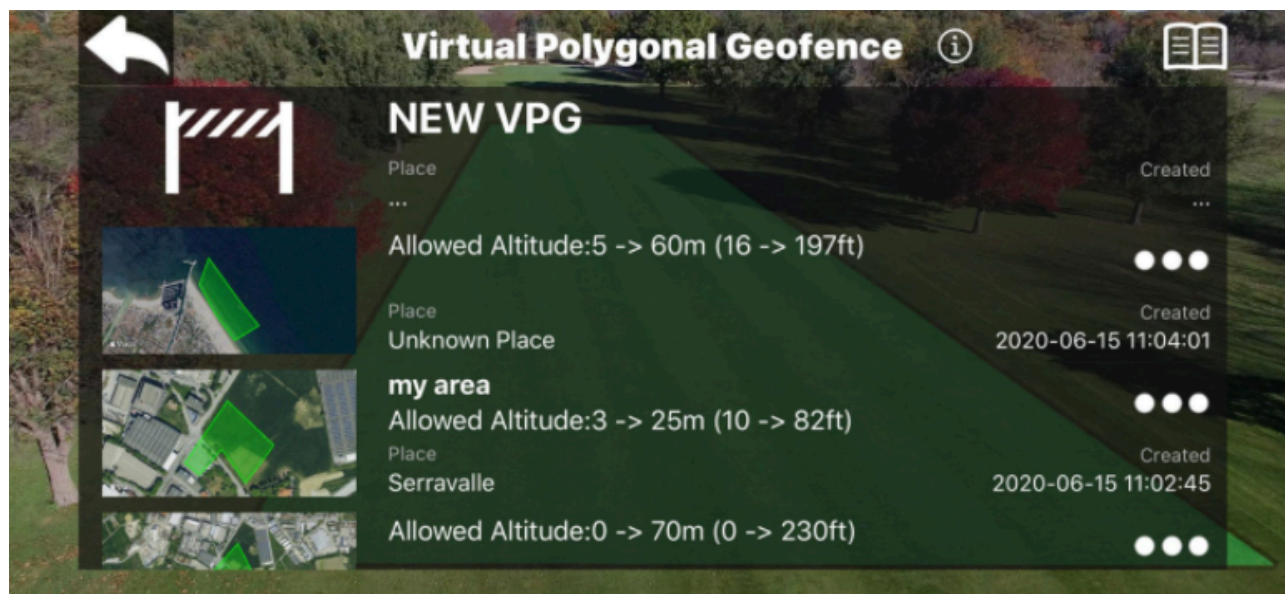 Virtual Polygonal Geofence
NEW VPG
Place
Created
...
...
Allowed Altitude:5 -> 60m (16 -> 197ft)
Place
Created
Unknown Place
2020-06-15 11:04:01
my area
Allowed Altitude:3 -> 25m (10 -> 82ft)
Place
Created
Serravalle
2020-06-15 11:02:45
Allowed Altitude:0 -> 70m (0 -> 230ft)